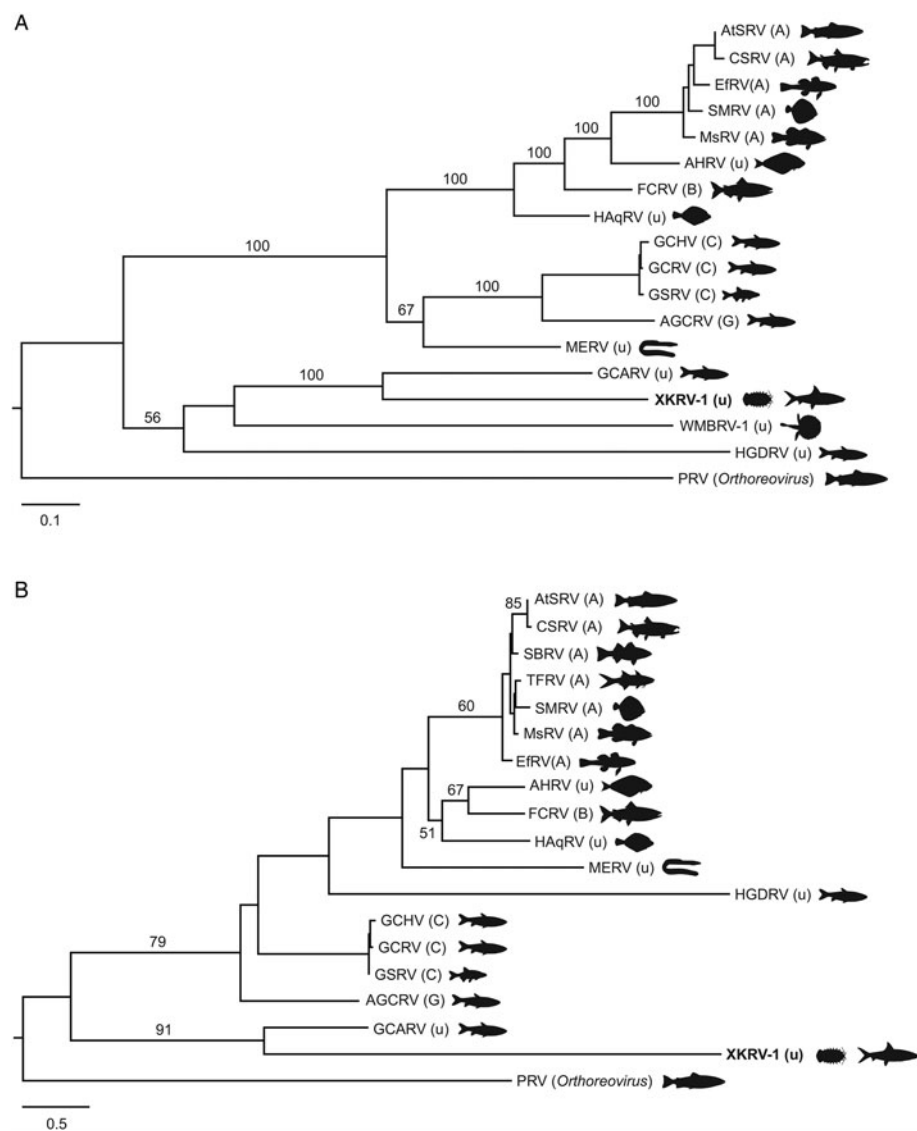 A
AtSRV (A)
CSRV (A)
EfRV(A)
100
SMRV (A)
100
MsRV (A)
100
AHRV (u)
100
FCRV (B)
HAqRV (u)
100
GCHV (C)
GCRV (C)
100
GSRV (C)
67
AGCRV (G)
MERV (u)
100
GCARV (u)
XKRV-1 (u)
56
WMBRV-1 (u)
HGDRV (u)
PRV (Orthoreovirus)
0.1
B
85
AtSRV (A)
CSRV (A)
SBRV (A)
TFRV (A)
60
SMRV (A)
MsRV (A)
EfRV(A)
67
AHRV (u)
FCRV (B)
51
HAqRV (u)
MERV (u)
HGDRV (u)
GCHV (C)
79
GCRV (C)
GSRV (C)
AGCRV (G)
91
GCARV (u)
XKRV-1 (u)
PRV (Orthoreovirus)
0.5